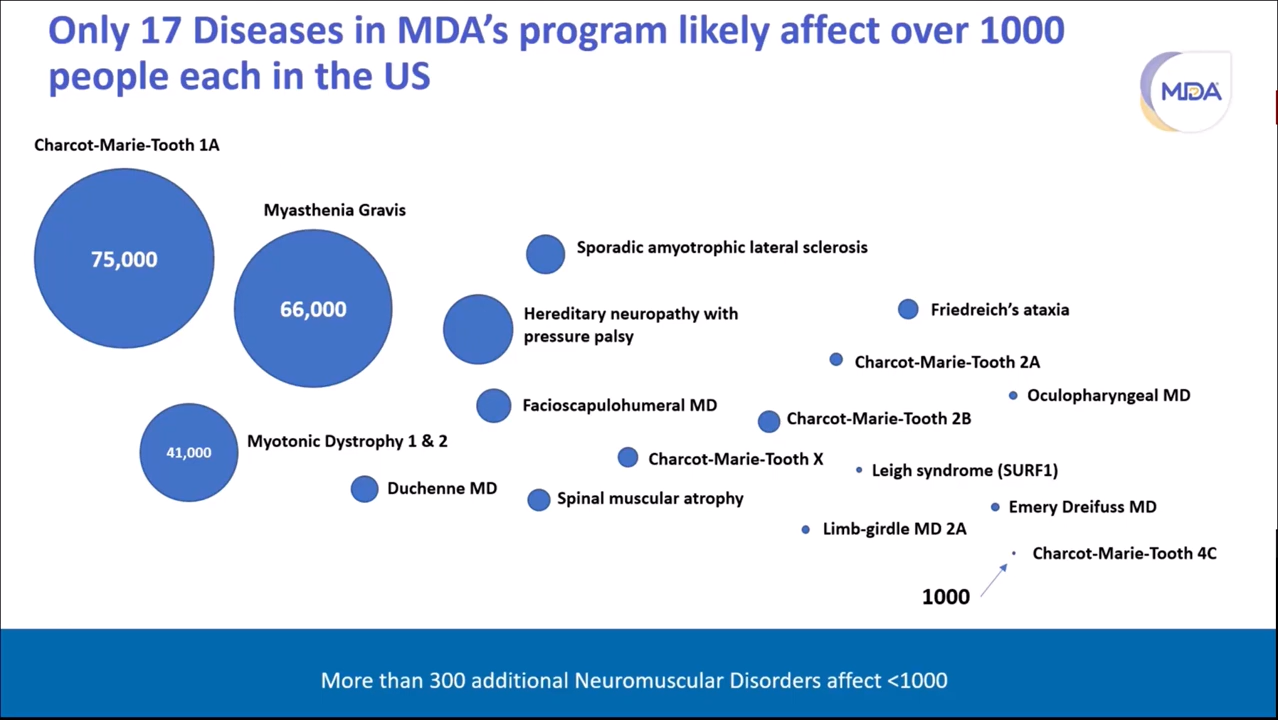 Only 17 Diseases in MDA's program likely affect over 1000
people each in the US
MDA
Charcot-Marie-Tooth 1A
75,000
Myasthenia Gravis
66,000
Sporadic amyotrophic lateral sclerosis
Hereditary neuropathy with
pressure palsy
Friedreich's ataxia
Charcot-Marie-Tooth 2A
Oculopharyngeal MD
Facioscapulohumeral MD
Charcot-Marie-Tooth 2B
41,000
Myotonic Dystrophy 1 & 2
Charcot-Marie-Tooth X
Leigh syndrome (SURF1)
Duchenne MD
Spinal muscular atrophy
Emery Dreifuss MD
Limb-girdle MD 2A
Charcot-Marie-Tooth 4C
1000
More than 300 additional Neuromuscular Disorders affect <1000